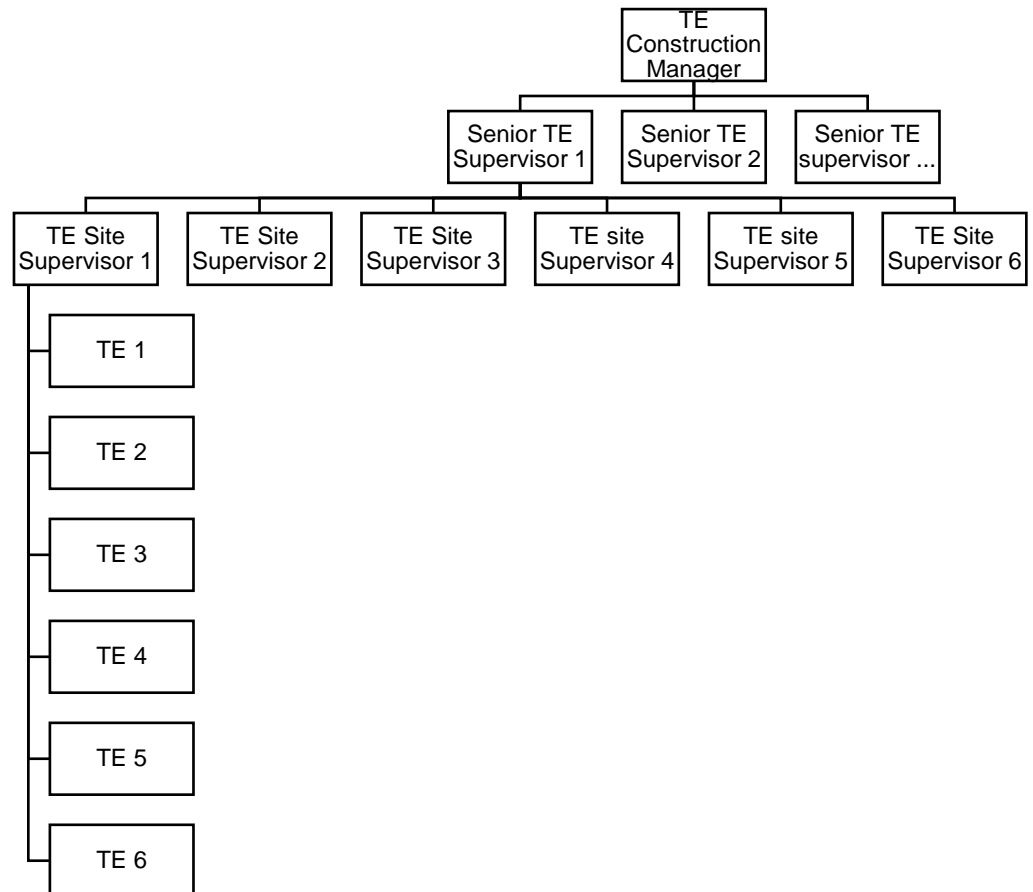 TE
Construction
Manager
Senior TE
Supervisor 1
Senior TE
Supervisor 2
Senior TE
supervisor ...
TE Site
Supervisor 1
TE Site
Supervisor 2
TE Site
Supervisor 3
TE site
Supervisor 4
TE site
Supervisor 5
TE Site
Supervisor 6
TE 1
TE 2
TE 3
TE 4
TE 5
TE 6